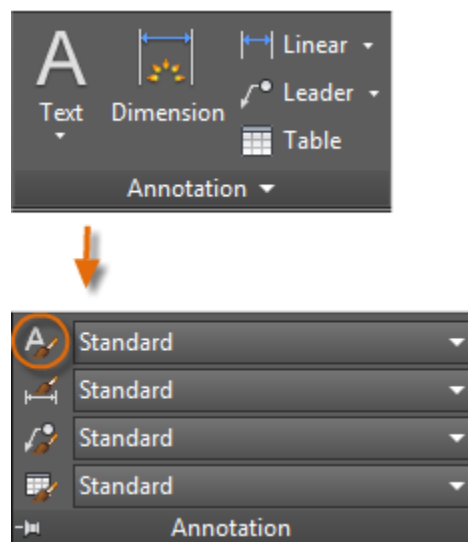 A
Text
Dimension
Linear
Leader
Table
Annotation
A
Standard
Standard
Standard
Standard
Annotation